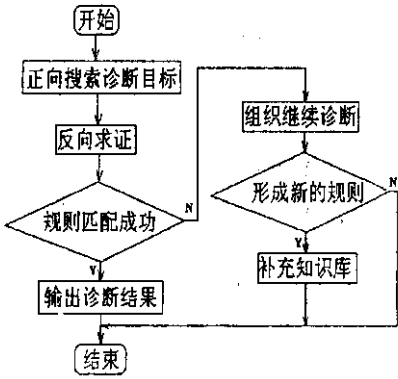 开始
正向搜索诊断目标
反向求证
规则匹配成功
N
Y
输出诊断结果
结束
组织继续诊断
形成新的规则
N
Y
补充知识库